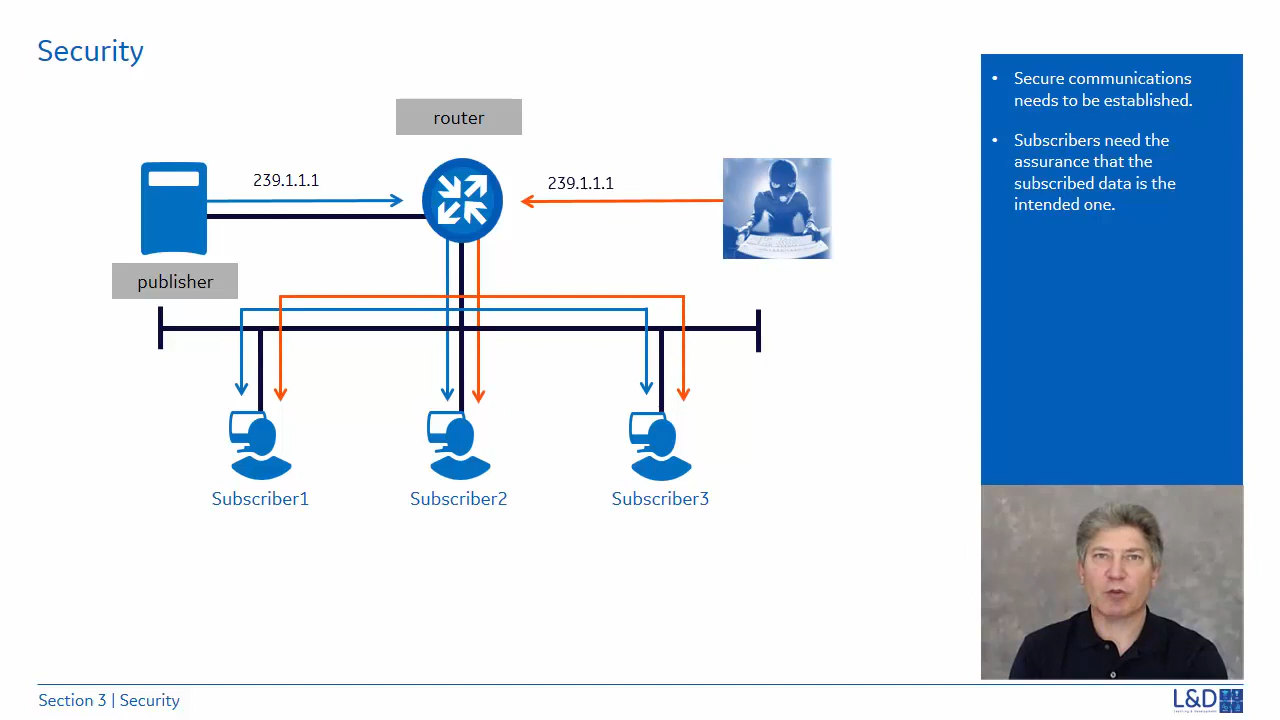 Security
router
239.1.1.1
239.1.1.1
publisher
Subscriber1
Subscriber2
Subscriber3
• Secure communications
needs to be established.
• Subscribers need the
assurance that the
subscribed data is the
intended one.
Section 3 | Security
L&D